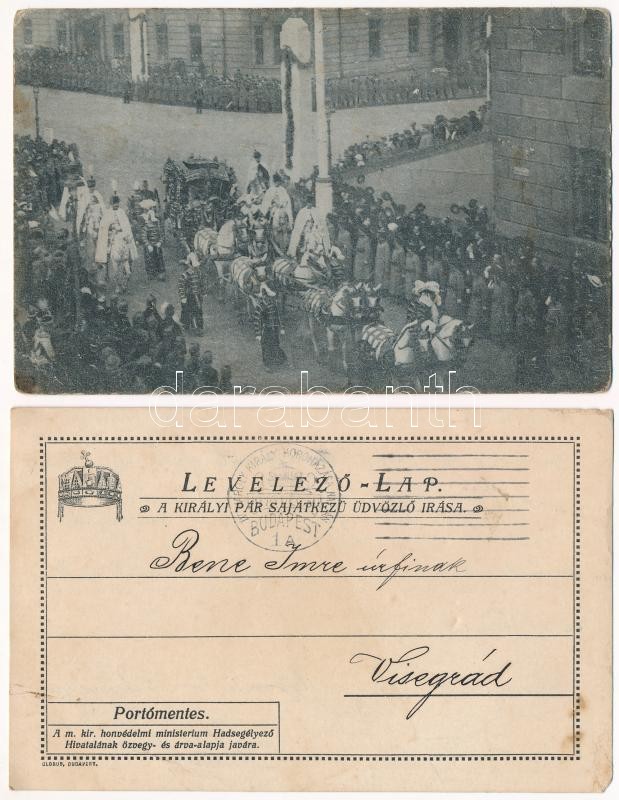 darabanth
LEVELEZŐ-LAP.
A KIRÁLYI PÁR SAJÁTKEZŰ ÜDVÖZLŐ IRÁSA.
BUDAPEST
1A
Bene Imre úrfinak
Visegrád
Portómentes.
A m. kir. honvédelmi ministerium Hadsegélyező
Hivatalának özvegy- és árva-alapja javára.
GLOBUS, BUDAPEST.